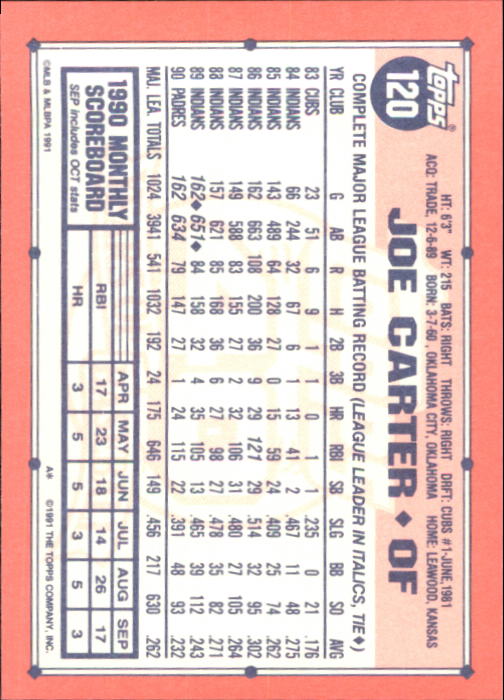 topps®
120
HT: 6'3" WT: 215 BATS: RIGHT THROWS: RIGHT DRFT: CUBS #1-JUNE, 1981
ACQ: TRADE, 12-6-89 BORN: 3-7-60, OKLAHOMA CITY, OKLAHOMA HOME: LEAWOOD, KANSAS
JOE CARTER ♦ OF
COMPLETE MAJOR LEAGUE BATTING RECORD (LEAGUE LEADER IN ITALICS, TIE♦)
YR CLUB G AB R H 2B 3B HR RBI SB SLG BB SO AVG
83 CUBS 23 51 6 9 1 1 0 1 1 .235 0 21 .176
84 INDIANS 66 244 32 67 6 1 13 41 2 .467 11 48 .275
85 INDIANS 143 489 64 128 27 0 15 59 24 .409 25 74 .262
86 INDIANS 162 663 108 200 36 9 29 121 29 .514 32 95 .302
87 INDIANS 149 588 83 155 27 2 32 106 31 .480 27 105 .264
88 INDIANS 157 621 85 168 36 6 27 98 27 .478 35 82 .271
89 INDIANS 162♦ 651♦ 84 158 32 4 35 105 13 .465 39 112 .243
90 PADRES 162 634 79 147 27 1 24 115 22 .391 48 93 .232
MAJ. LEA. TOTALS 1024 3941 541 1032 192 24 175 646 149 .456 217 630 .262
1990 MONTHLY SCOREBOARD
SEP includes OCT stats
APR MAY JUN JUL AUG SEP
RBI 17 23 18 14 26 17
HR 3 5 5 3 5 3
©MLB & MLBPA 1991
A* ©1991 THE TOPPS COMPANY, INC.